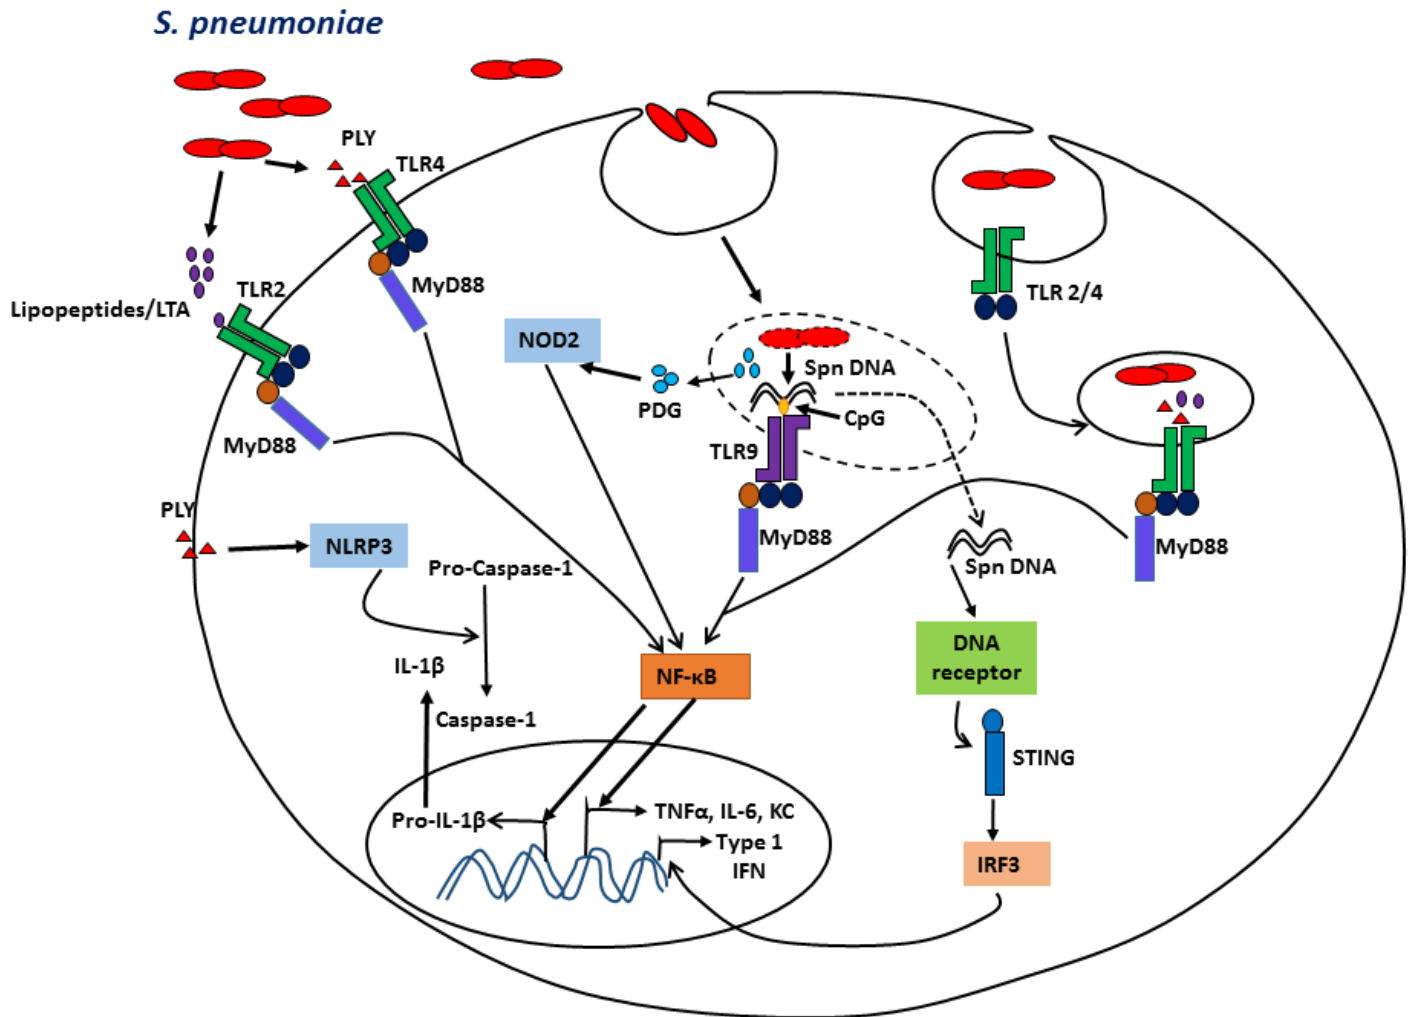 S. pneumoniae
PLY
TLR4
MyD88
TLR2
Lipopeptides/LTA
MyD88
TLR 2/4
NOD2
Spn DNA
PDG
CpG
TLR9
MyD88
MyD88
PLY
NLRP3
Pro-Caspase-1
Spn DNA
IL-1β
Caspase-1
NF-κB
DNA
receptor
STING
Pro-IL-1β
TNFα, IL-6, KC
Type 1
IFN
IRF3